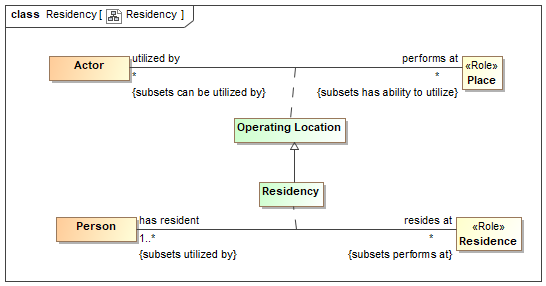 class Residency [ Residency ]
utilized by
performs at
Actor
«Role»
Place
*
*
{subsets can be utilized by}
{subsets has ability to utilize}
Operating Location
Residency
has resident
resides at
Person
«Role»
Residence
1..*
*
{subsets utilized by}
{subsets performs at}